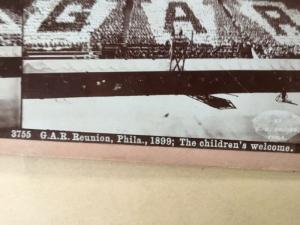 G A R
3755 G.A.R. Reunion, Phila., 1899; The children's welcome.